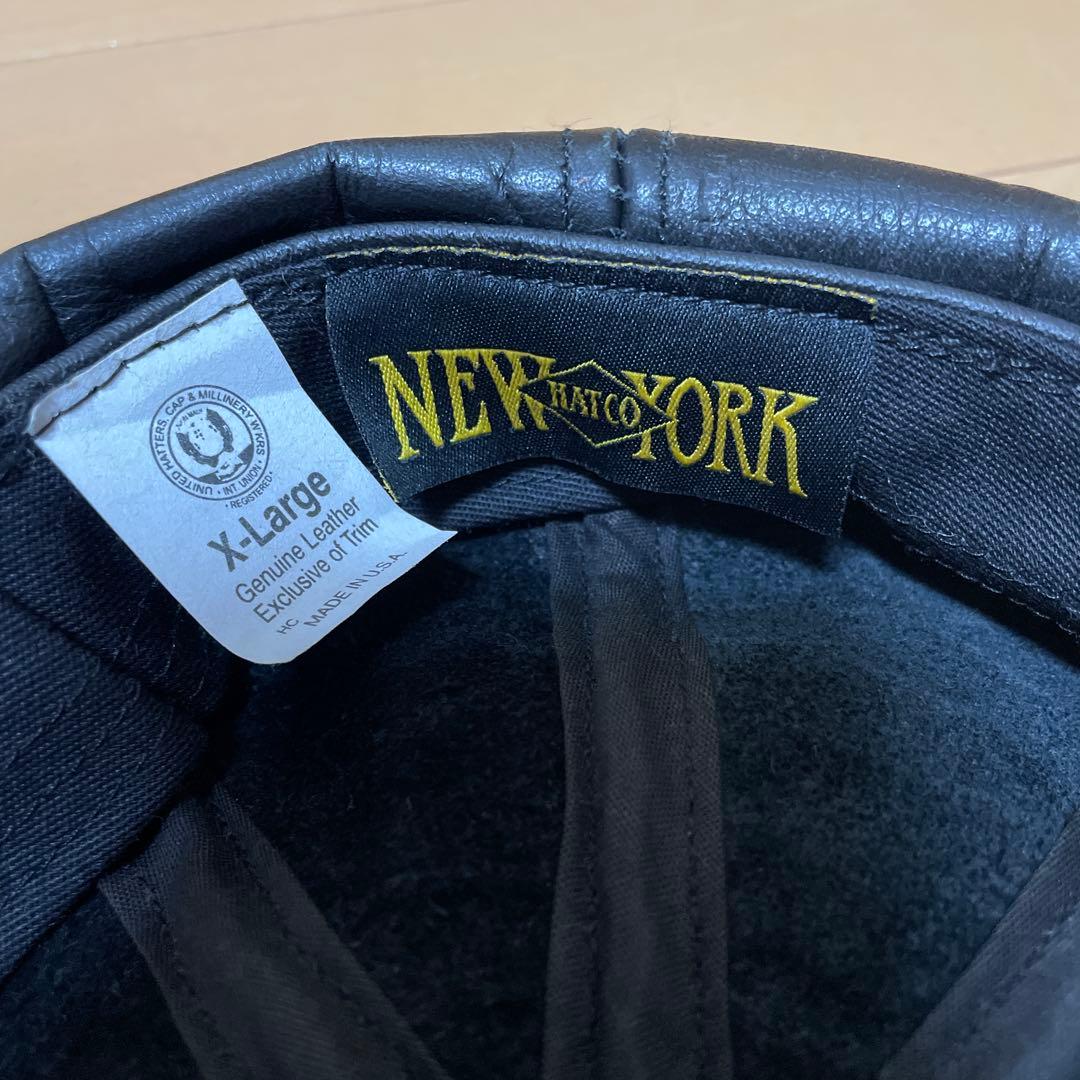 NEW HAT CO YORK
UNITED HATTERS, CAP & MILLINERY WKRS
· INT. UNION ·
UNITED
· REGISTERED ·
X-Large
Genuine Leather
Exclusive of Trim
HC MADE IN U.S.A